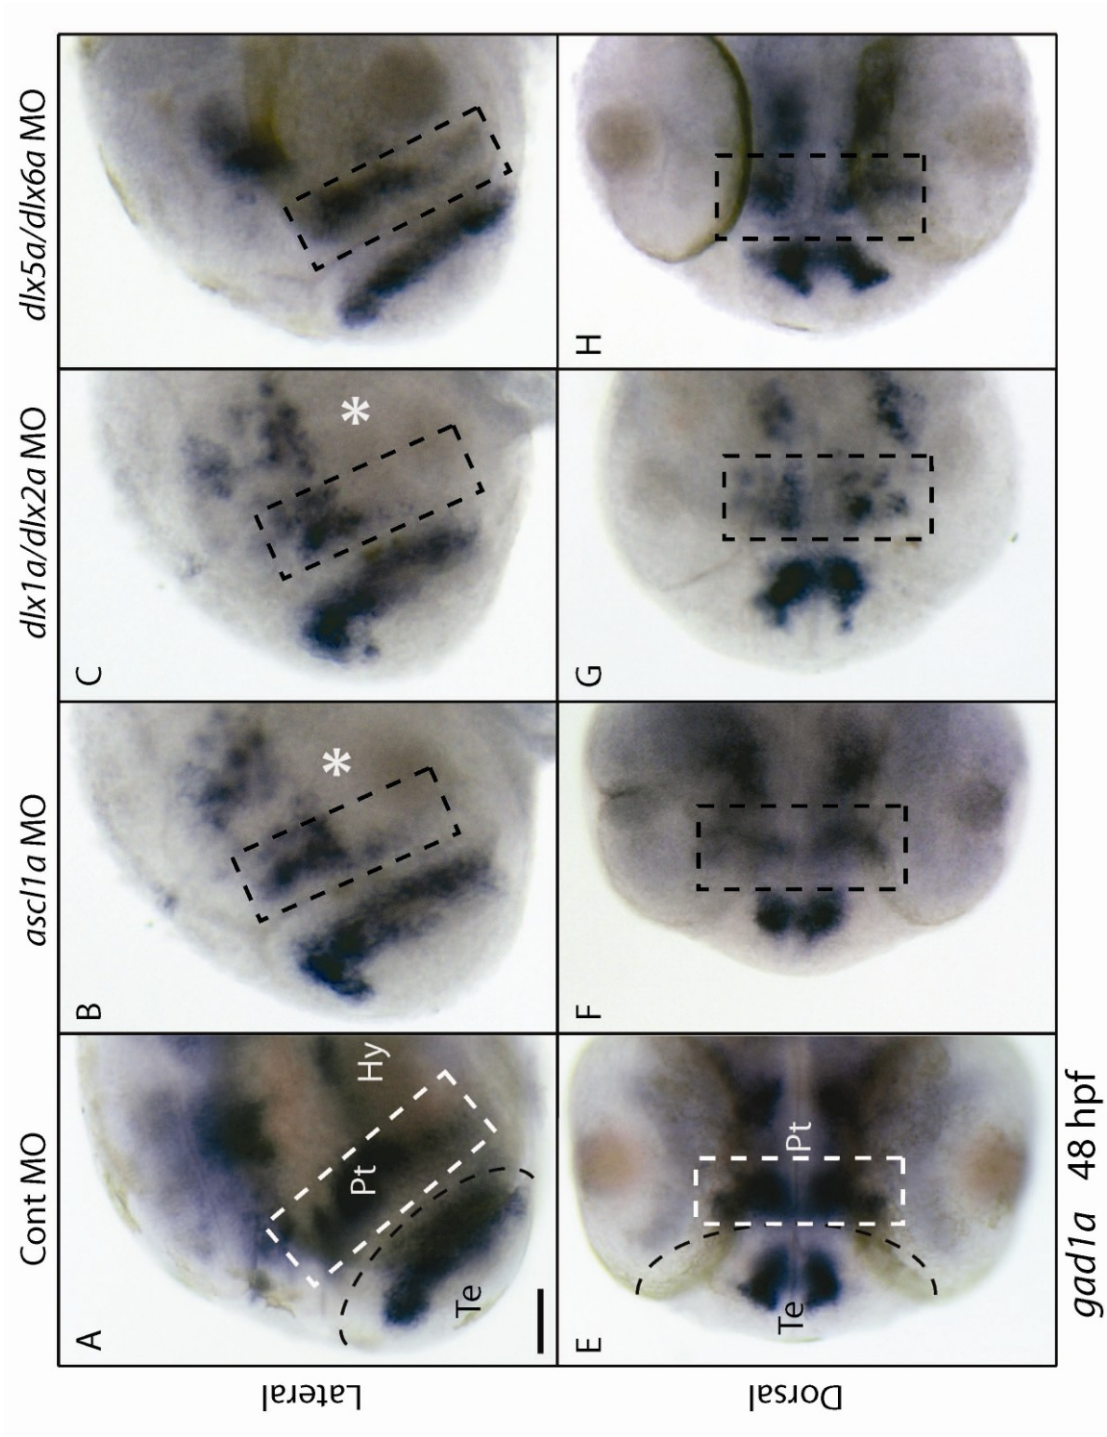 Cont MO
ascl1a MO
dlx1a/dlx2a MO
dlx5a/dlx6a MO
Lateral
A
Pt
Hy
Te
B
*
C
*
Dorsal
E
Pt
Te
F
G
H
gad1a 48 hpf